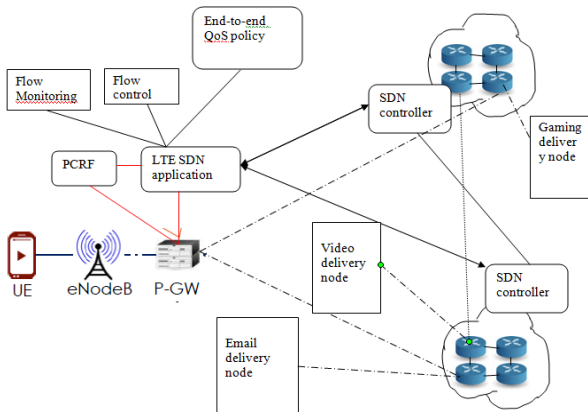 End-to-end
QoS policy
Flow
Monitoring
Flow
control
SDN
controller
Gaming
deliver
y node
PCRF
LTE SDN
application
Video
delivery
node
UE
eNodeB
P-GW
SDN
controller
Email
delivery
node